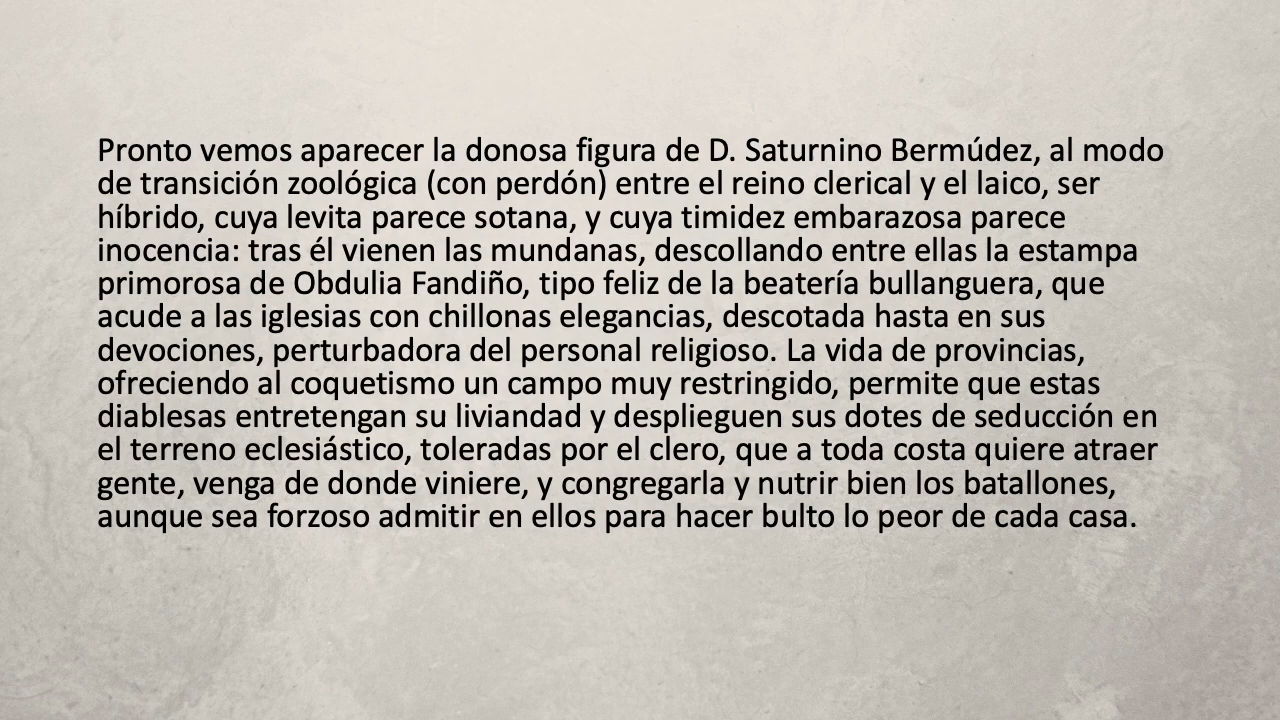 Pronto vemos aparecer la donosa figura de D. Saturnino Bermúdez, al modo
de transición zoológica (con perdón) entre el reino clerical y el laico, ser
híbrido, cuya levita parece sotana, y cuya timidez embarazosa parece
inocencia: tras él vienen las mundanas, descollando entre ellas la estampa
primorosa de Obdulia Fandiño, tipo feliz de la beatería bullanguera, que
acude a las iglesias con chillonas elegancias, descotada hasta en sus
devociones, perturbadora del personal religioso. La vida de provincias,
ofreciendo al coquetismo un campo muy restringido, permite que estas
diablesas entretengan su liviandad y desplieguen sus dotes de seducción en
el terreno eclesiástico, toleradas por el clero, que a toda costa quiere atraer
gente, venga de donde viniere, y congregarla y nutrir bien los batallones,
aunque sea forzoso admitir en ellos para hacer bulto lo peor de cada casa.